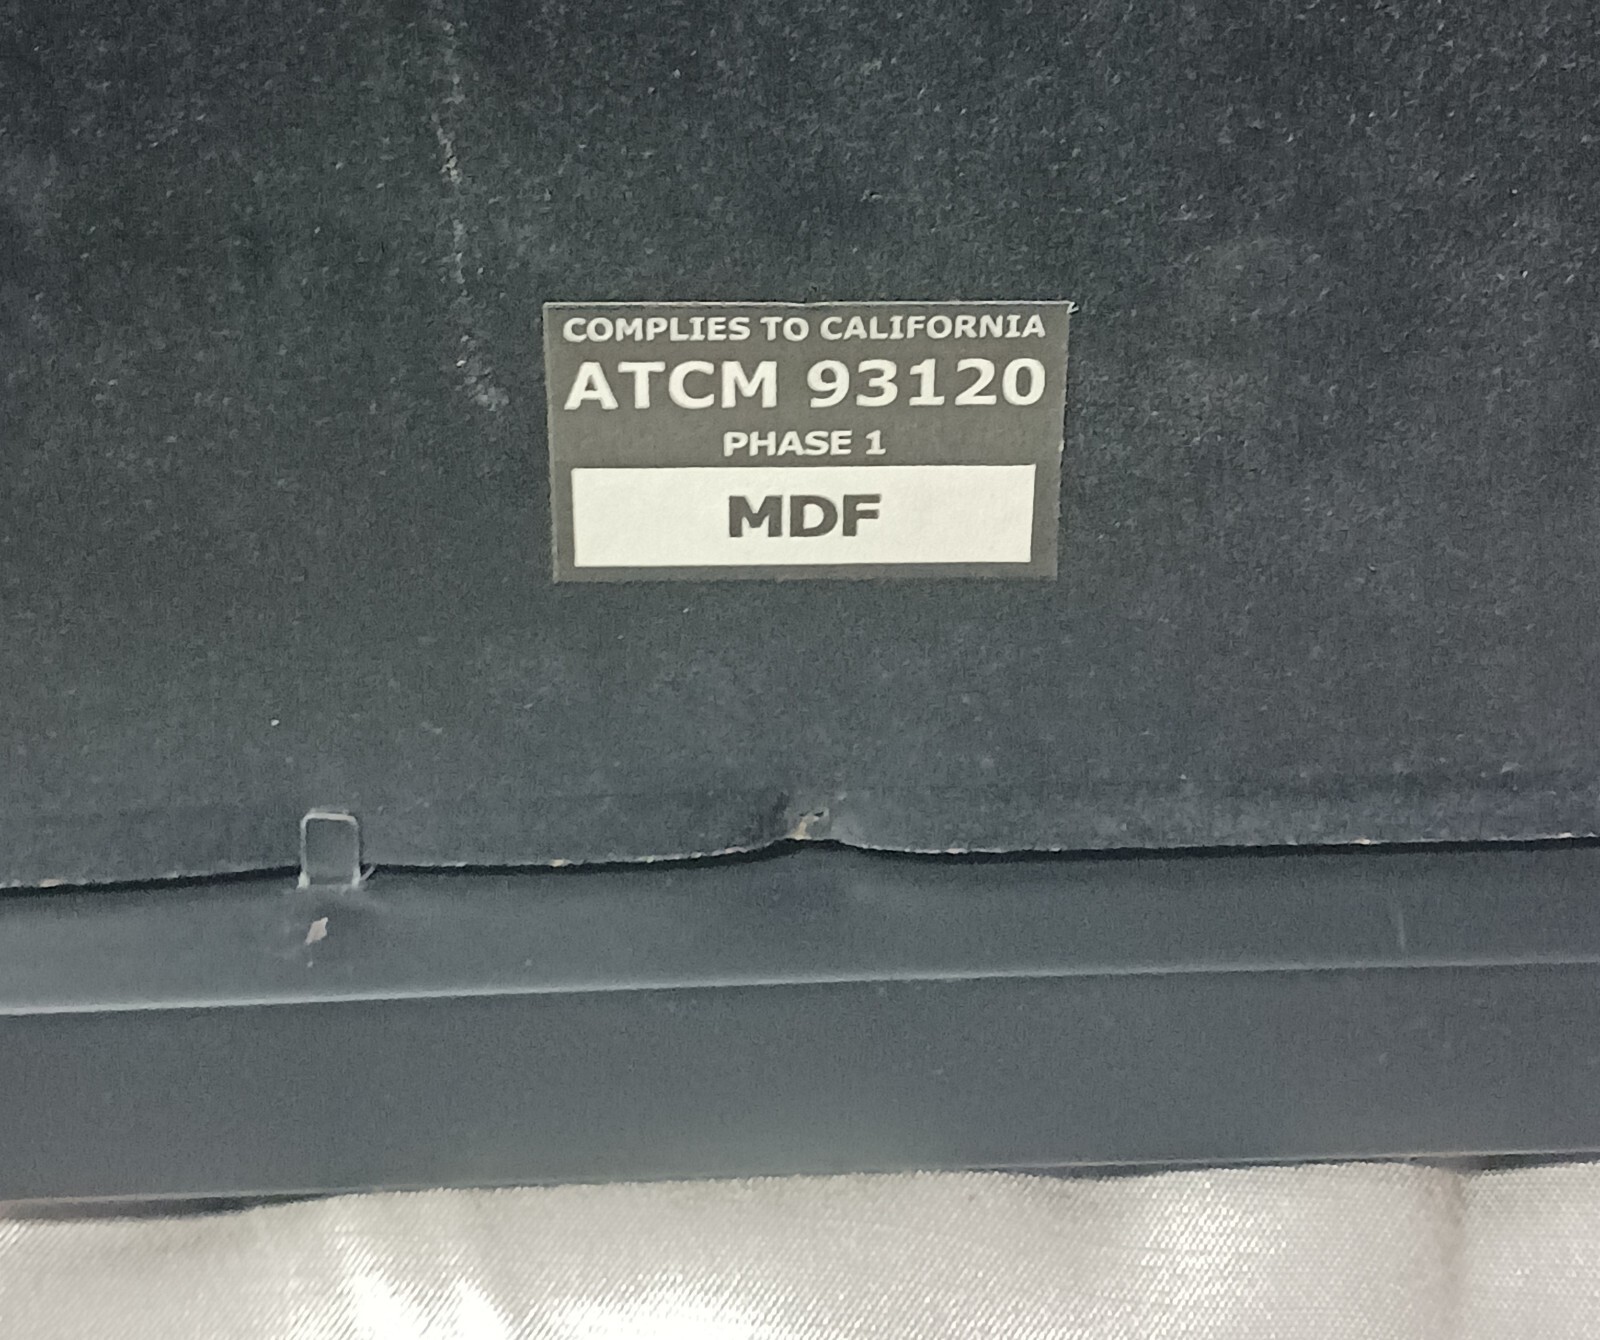 COMPLIES TO CALIFORNIA
ATCM 93120
PHASE 1
MDF